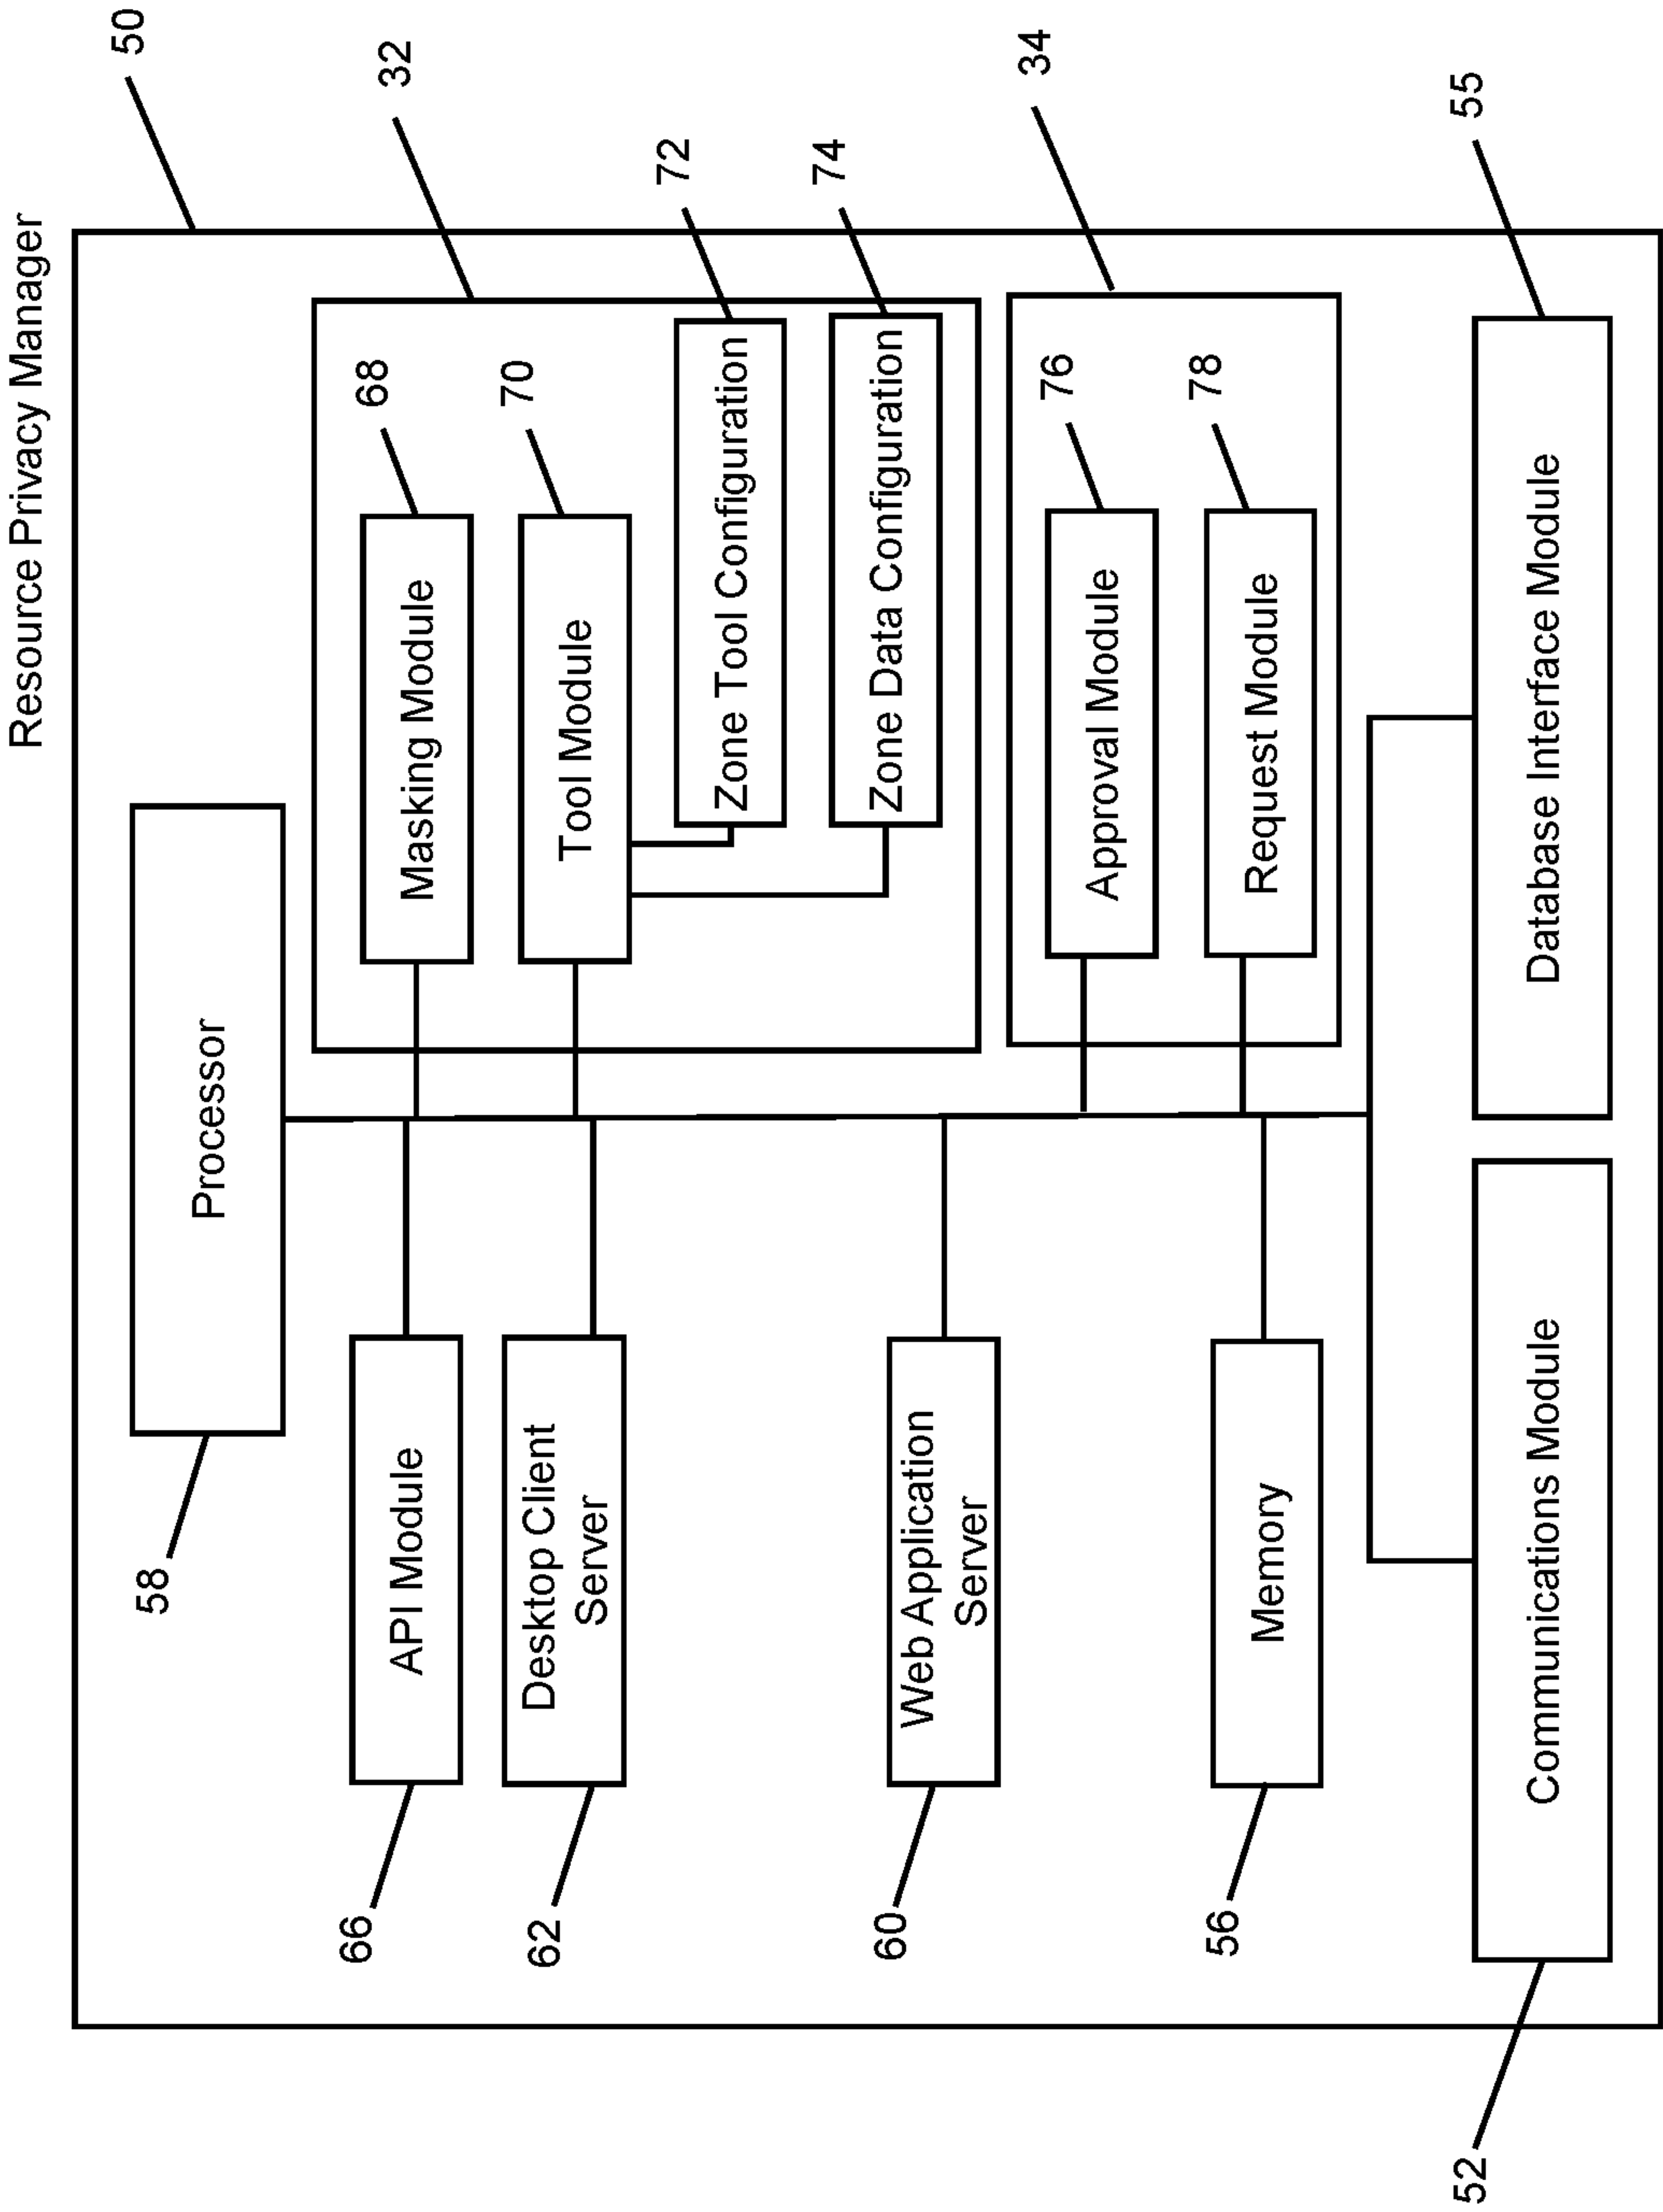 Resource Privacy Manager
50
58
Processor
32
66
API Module
Masking Module
68
62
Desktop Client
Server
Tool Module
70
Zone Tool Configuration
72
Zone Data Configuration
74
60
Web Application
Server
34
Approval Module
76
56
Memory
Request Module
78
52
Communications Module
Database Interface Module
55